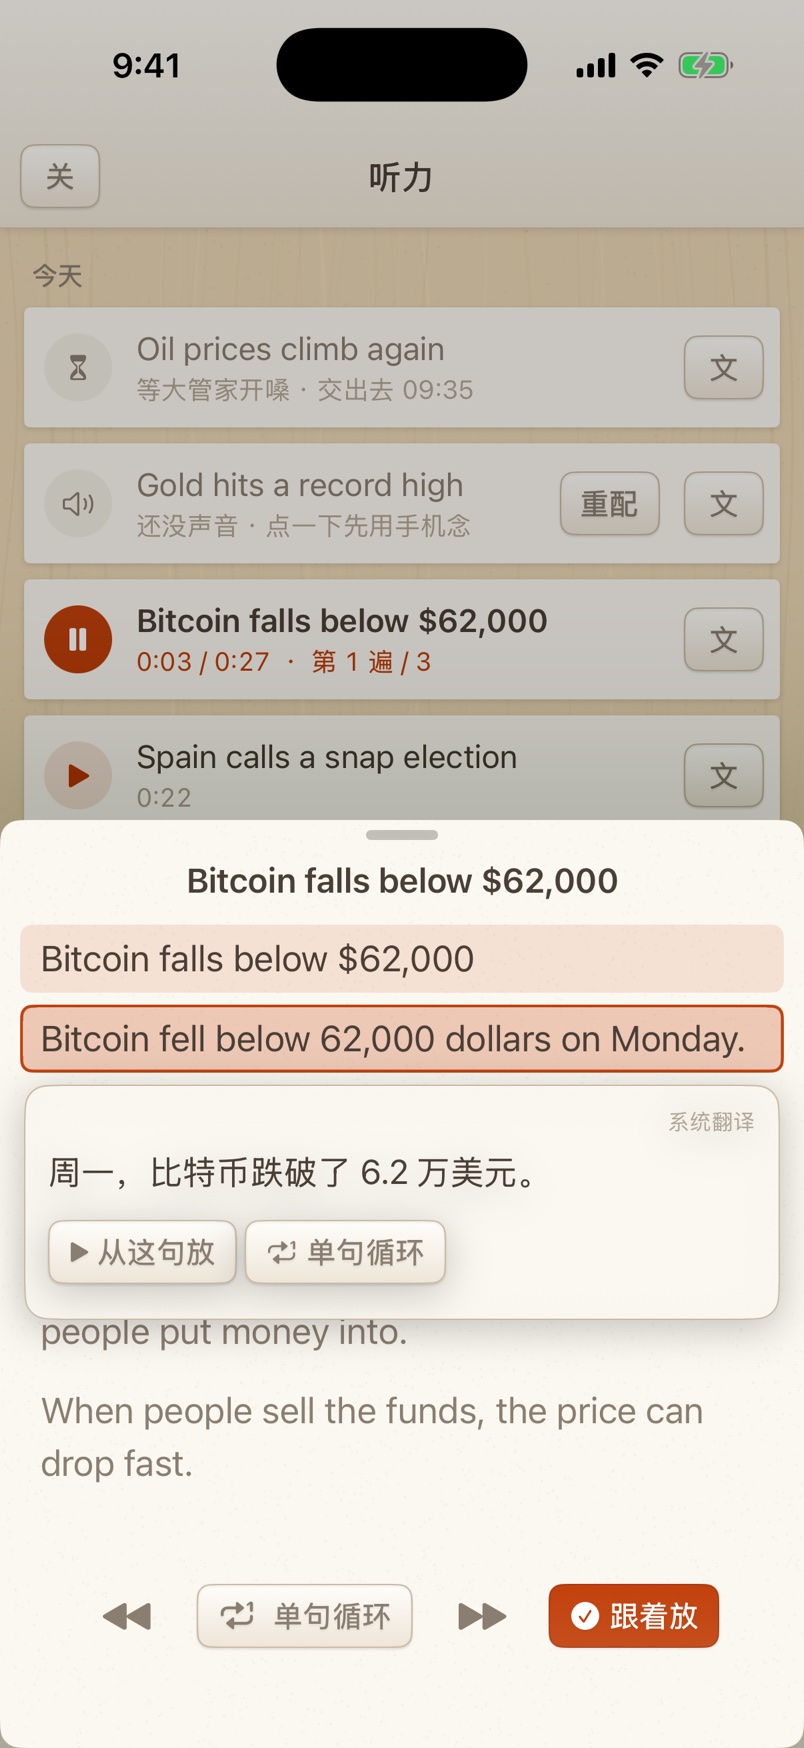 9:41
关
听力
今天
Oil prices climb again
等大管家开嗓 · 交出去 09:35
文
Gold hits a record high
还没声音 · 点一下先用手机念
重配
文
Bitcoin falls below $62,000
0:03 / 0:27 · 第 1 遍 / 3
文
Spain calls a snap election
0:22
文
Bitcoin falls below $62,000
Bitcoin falls below $62,000
Bitcoin fell below 62,000 dollars on Monday.
系统翻译
周一，比特币跌破了 6.2 万美元。
从这句放
单句循环
people put money into.
When people sell the funds, the price can
drop fast.
单句循环
跟着放